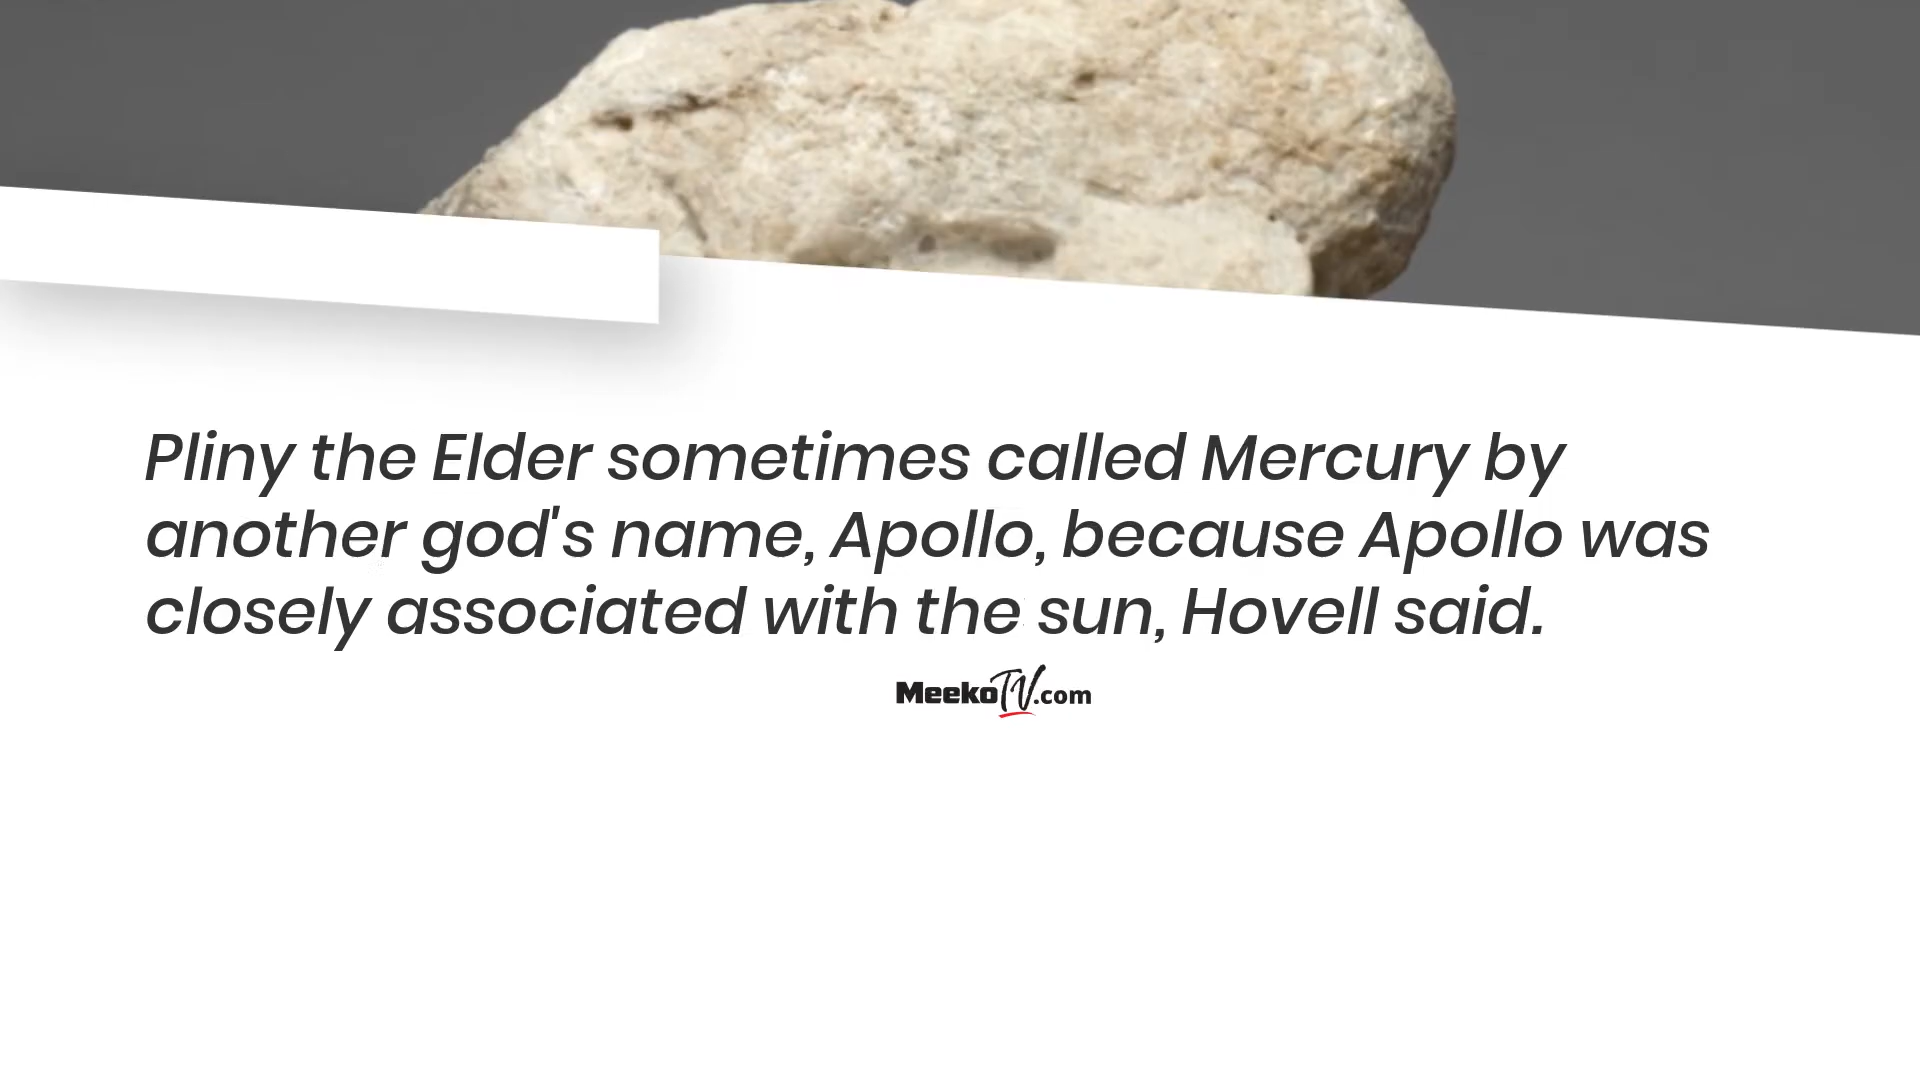 Pliny the Elder sometimes called Mercury by
another god's name, Apollo, because Apollo was
closely associated with the sun, Hovell said.
MeekoTV.com